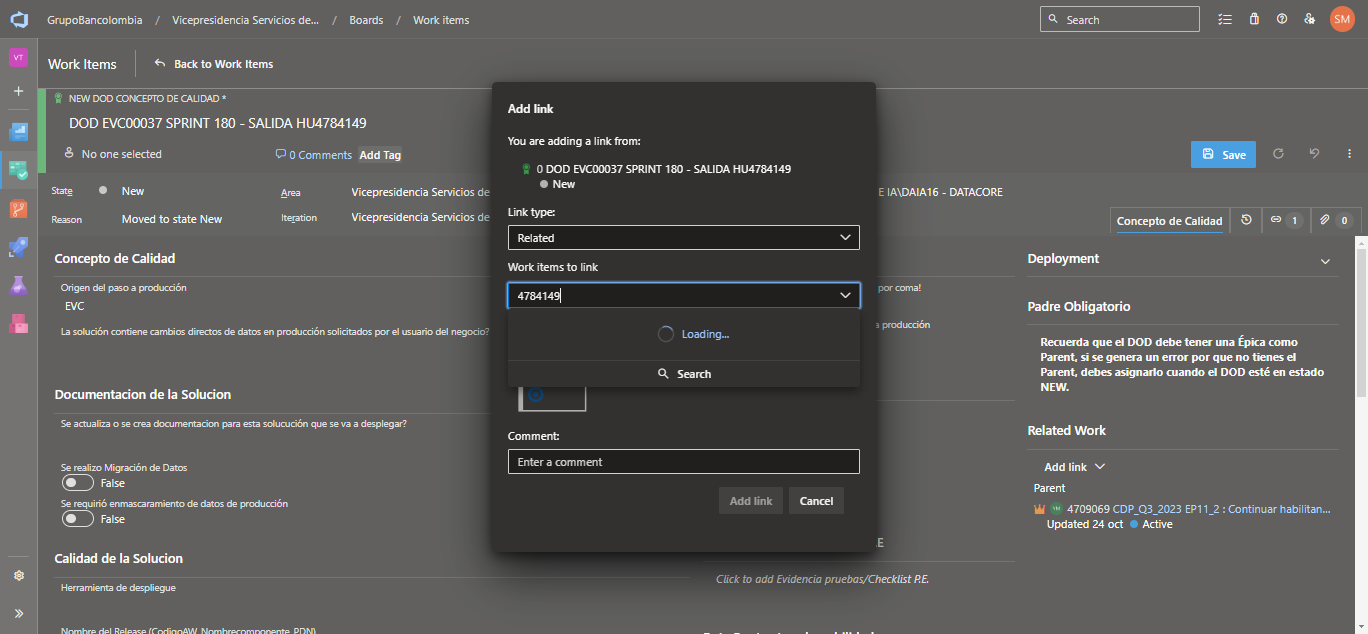 GrupoBancolombia / Vicepresidencia Servicios de... / Boards / Work items
Search
SM
VT
Work Items
Back to Work Items
NEW DOD CONCEPTO DE CALIDAD *
DOD EVC00037 SPRINT 180 - SALIDA HU4784149
No one selected
0 Comments
Add Tag
Save
State
New
Area
Vicepresidencia Servicios de
E IA\DAIA16 - DATACORE
Reason
Moved to state New
Iteration
Vicepresidencia Servicios de
Concepto de Calidad
1
0
Concepto de Calidad
Origen del paso a producción
EVC
por coma!
La solución contiene cambios directos de datos en producción solicitados por el usuario del negocio?
a producción
Documentacion de la Solucion
Se actualiza o se crea documentacion para esta solucución que se va a desplegar?
Se realizo Migración de Datos
False
Se requirió enmascaramiento de datos de producción
False
Calidad de la Solucion
Herramienta de despliegue
Nombre del Release (CodigoAW_Nombrecomponente_PDN)
Click to add Evidencia pruebas/Checklist P.E.
Add link
You are adding a link from:
0 DOD EVC00037 SPRINT 180 - SALIDA HU4784149
New
Link type:
Related
Work items to link
4784149
Loading...
Search
Comment:
Enter a comment
Add link
Cancel
Deployment
Padre Obligatorio
Recuerda que el DOD debe tener una Épica como
Parent, si se genera un error por que no tienes el
Parent, debes asignarlo cuando el DOD esté en estado
NEW.
Related Work
Add link
Parent
4709069 CDP_Q3_2023 EP11_2 : Continuar habilitan...
Updated 24 oct
Active